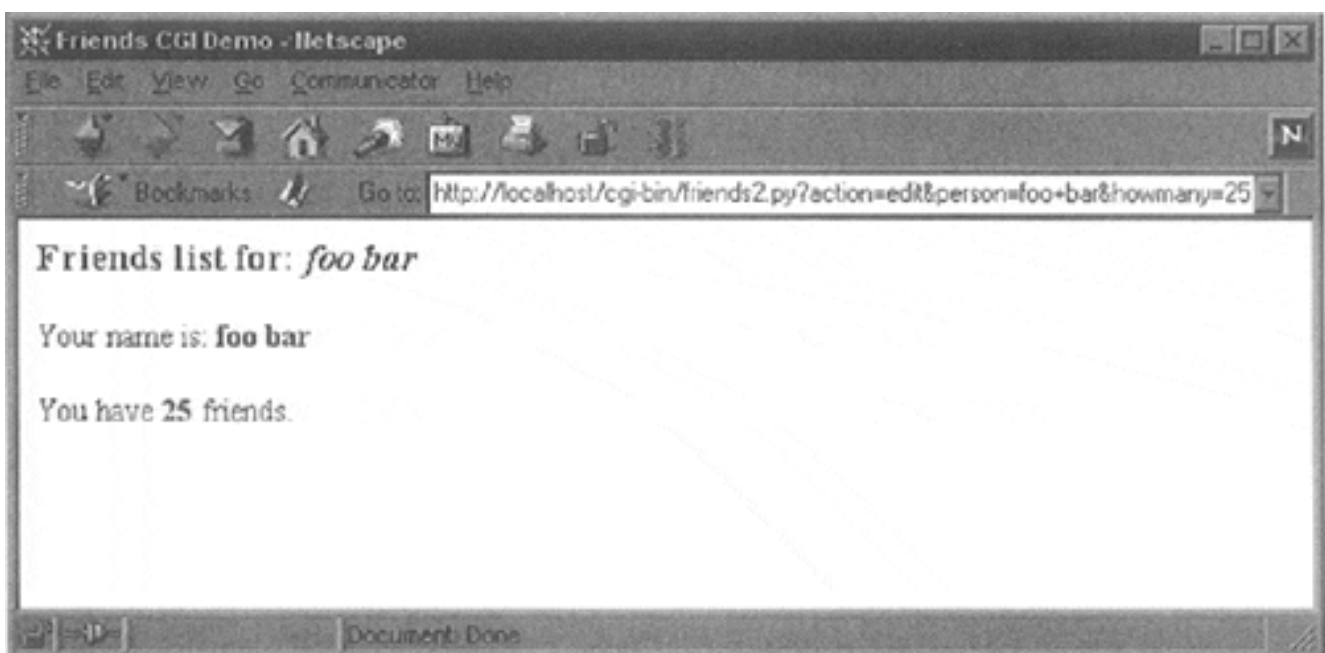 Friends CGI Demo - Netscape
File Edit View Go Communicator Help
My
N
Bookmarks Go to: http://localhost/cgi-bin/friends2.py?action=edit&person=foo+bar&howmany=25
Friends list for: foo bar
Your name is: foo bar
You have 25 friends.
Document: Done